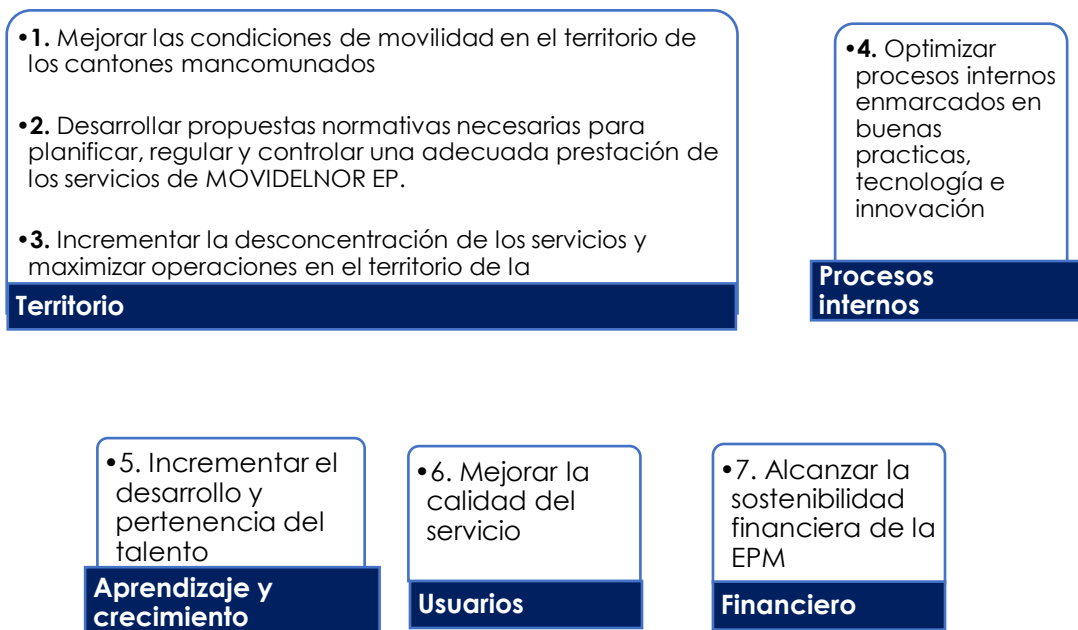 •1. Mejorar las condiciones de movilidad en el territorio de
los cantones mancomunados
•2. Desarrollar propuestas normativas necesarias para
planificar, regular y controlar una adecuada prestación de
los servicios de MOVIDELNOR EP.
•3. Incrementar la desconcentración de los servicios y
maximizar operaciones en el territorio de la
Territorio
•4. Optimizar
procesos internos
enmarcados en
buenas
practicas,
tecnología e
innovación
Procesos
internos
•5. Incrementar el
desarrollo y
pertenencia del
talento
Aprendizaje y
crecimiento
•6. Mejorar la
calidad del
servicio
Usuarios
•7. Alcanzar la
sostenibilidad
financiera de la
EPM
Financiero